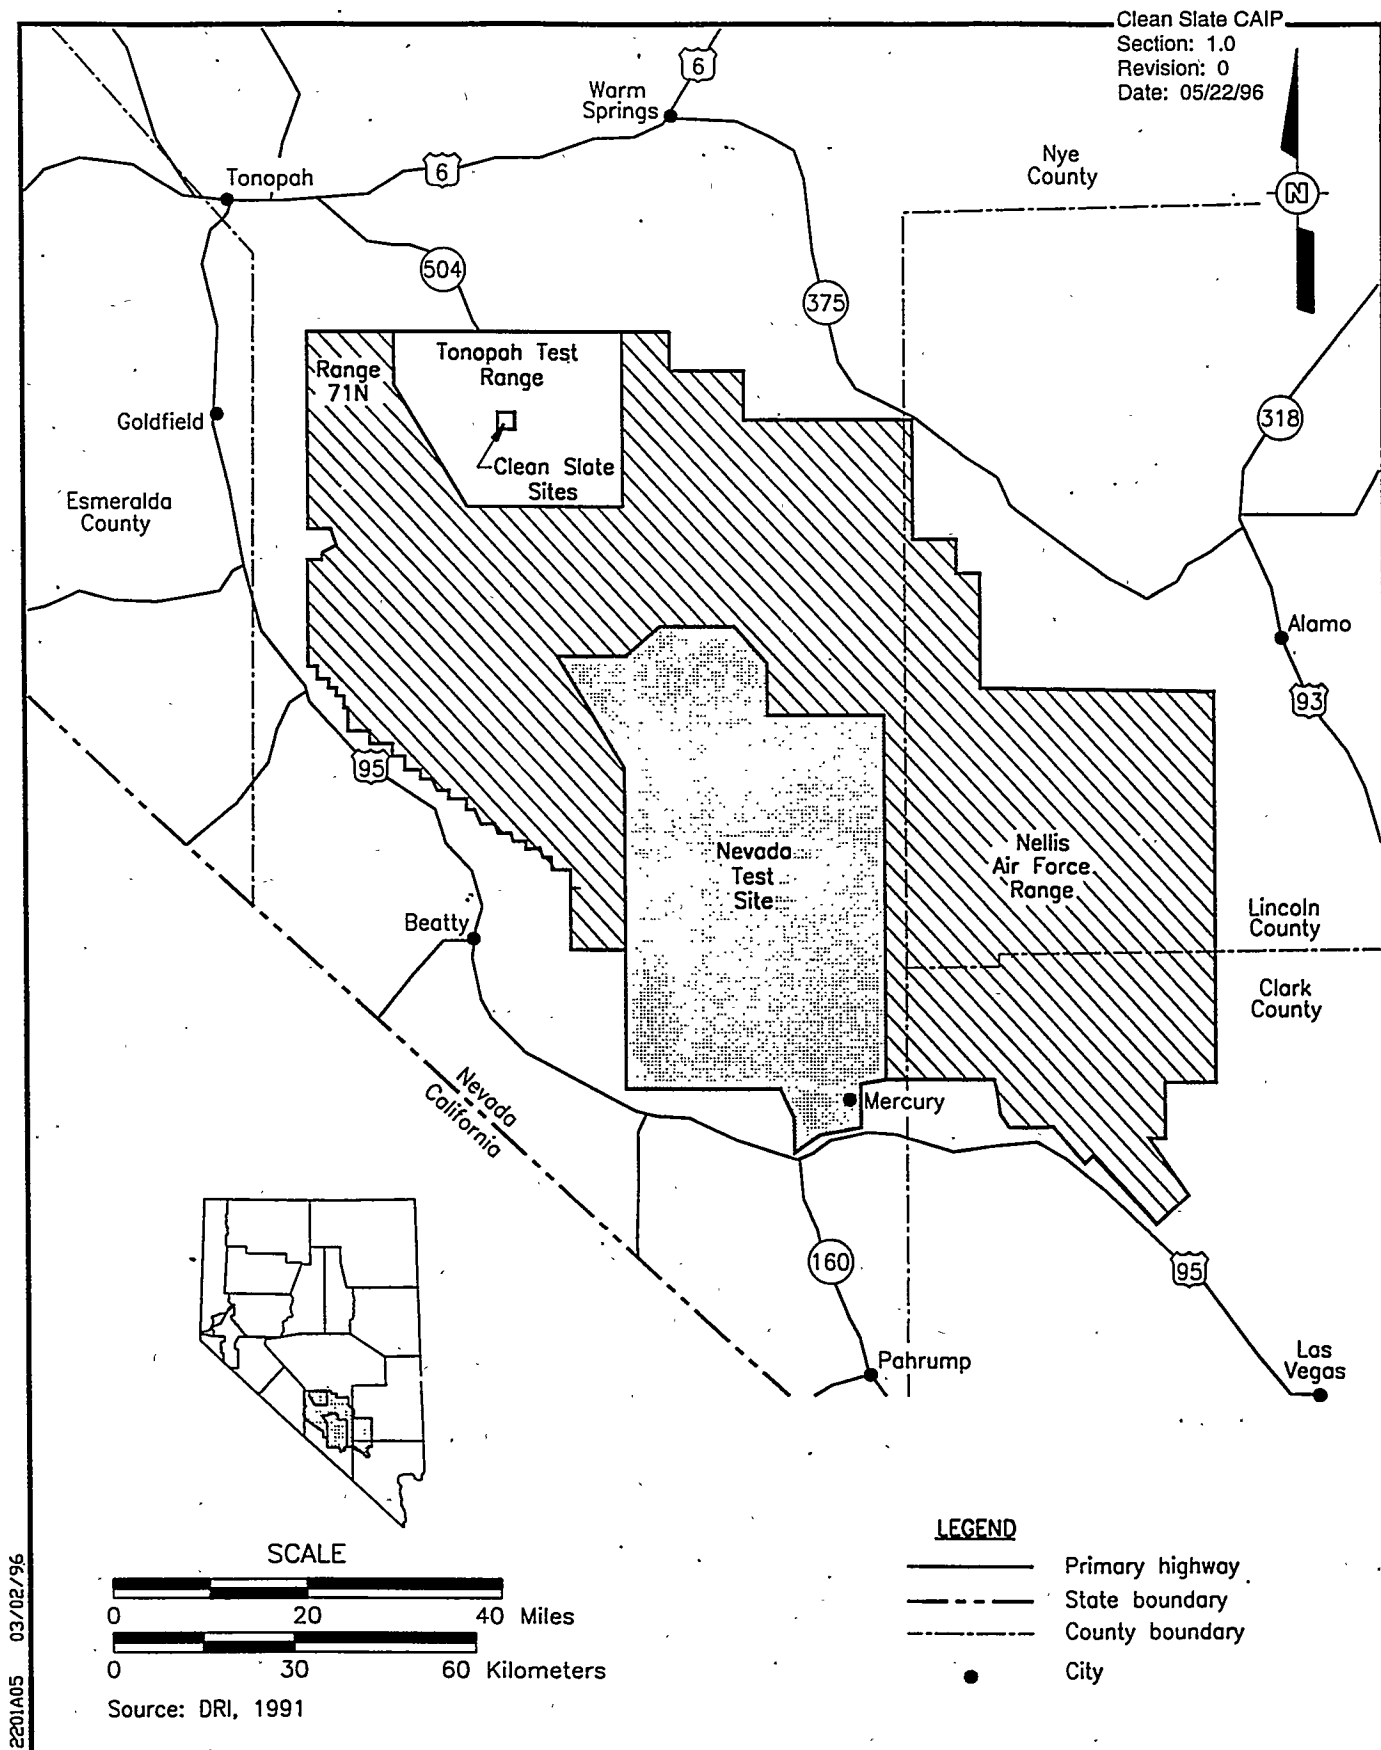 Clean Slate CAIP
Section: 1.0
Revision: 0
Date: 05/22/96
6
Warm
Springs
N
Nye
County
6
Tonopah
504
375
Tonopah Test
Range
Range
71N
318
Goldfield
Clean Slate
Sites
Esmeralda
County
Alamo
93
95
Nevada
Test
Site
Nellis
Air Force
Range
Lincoln
County
Beatty
Clark
County
Nevada
California
Mercury
160
95
Pahrump
Las
Vegas
LEGEND
Primary highway
State boundary
County boundary
City
SCALE
0 20 40 Miles
0 30 60 Kilometers
Source: DRI, 1991
2201A05 03/02/96